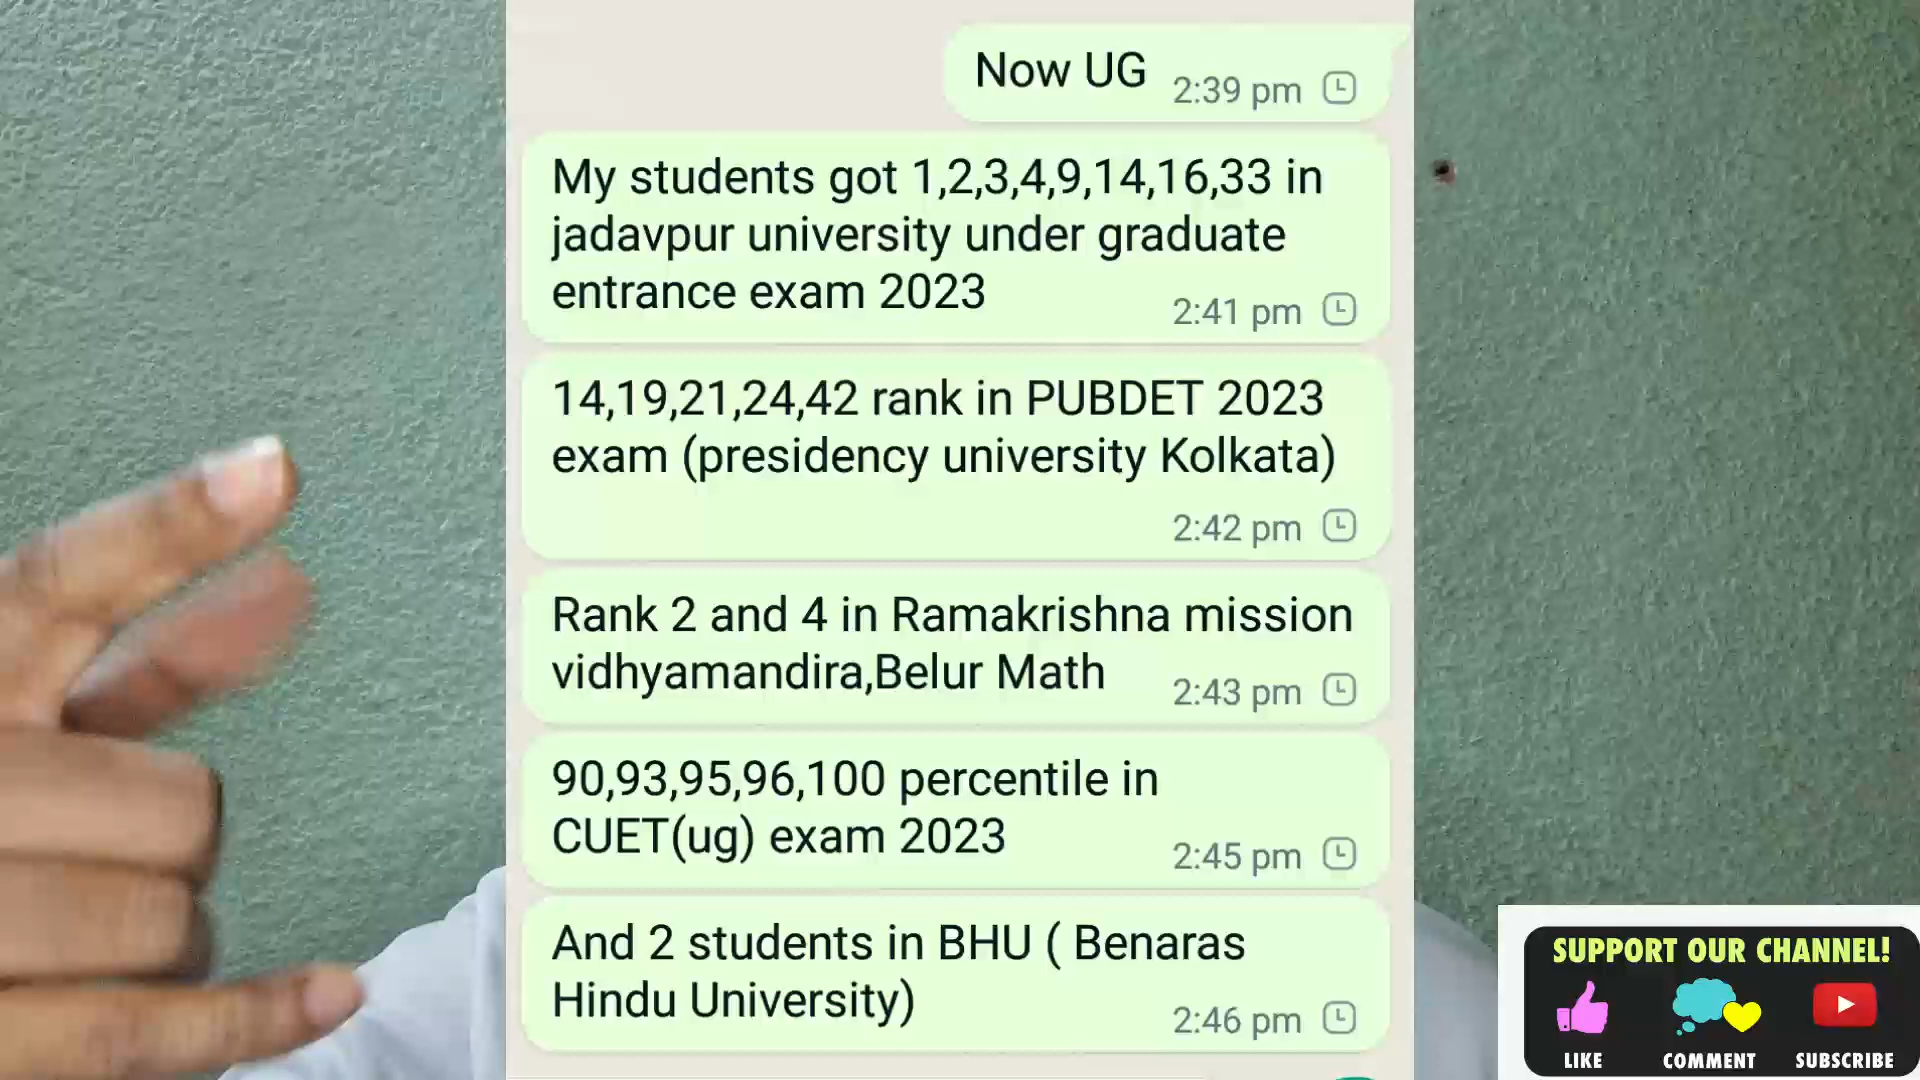 Now UG
2:39 pm
My students got 1,2,3,4,9,14,16,33 in
jadavpur university under graduate
entrance exam 2023
2:41 pm
14,19,21,24,42 rank in PUBDET 2023
exam (presidency university Kolkata)
2:42 pm
Rank 2 and 4 in Ramakrishna mission
vidhyamandira,Belur Math
2:43 pm
90,93,95,96,100 percentile in
CUET(ug) exam 2023
2:45 pm
And 2 students in BHU ( Benaras
Hindu University)
2:46 pm
SUPPORT OUR CHANNEL!
LIKE COMMENT SUBSCRIBE